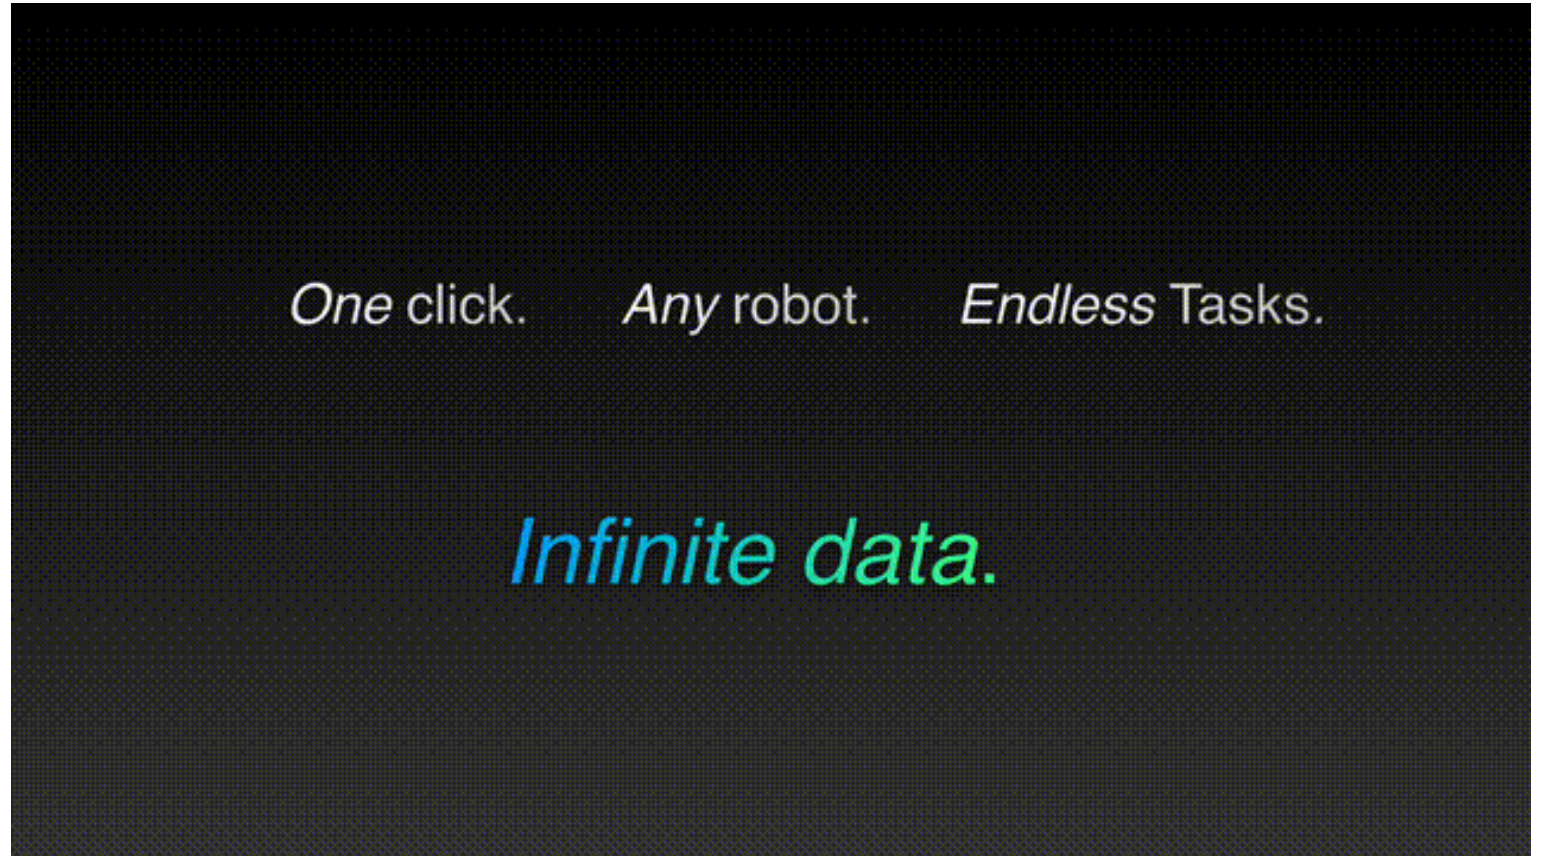 One click. Any robot. Endless Tasks.
Infinite data.